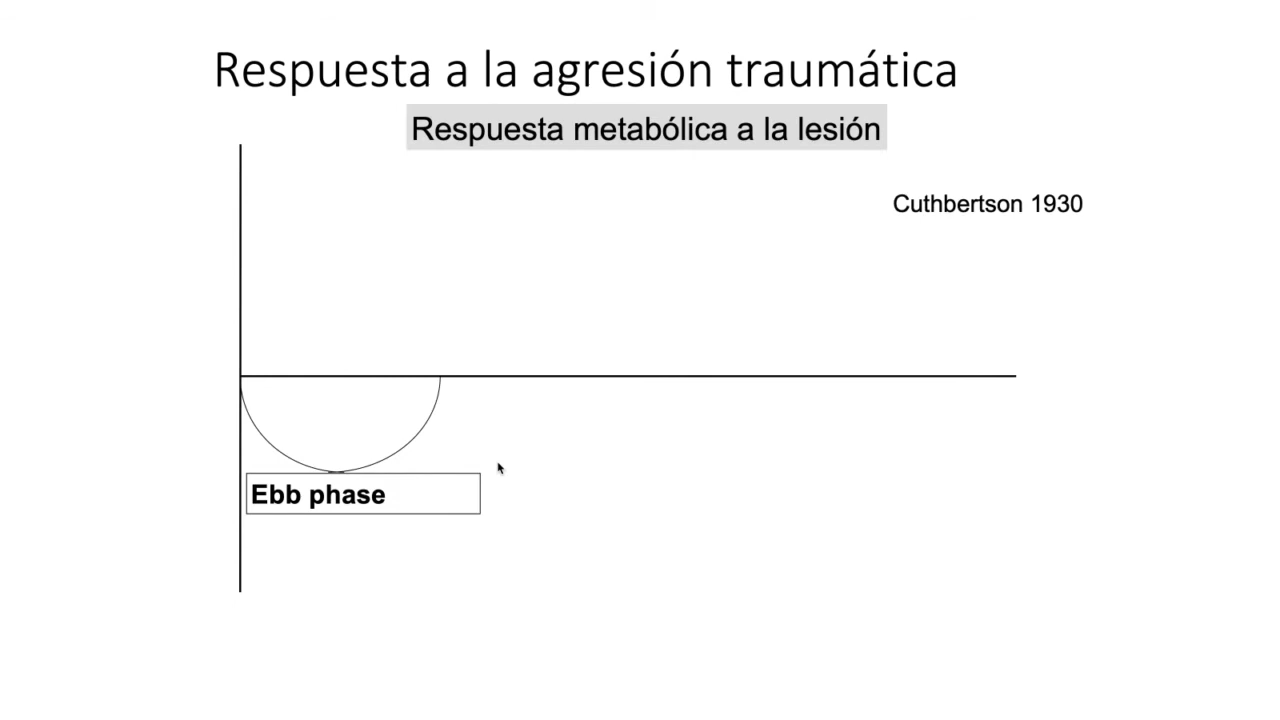 Respuesta a la agresión traumática
Respuesta metabólica a la lesión
Cuthbertson 1930
Ebb phase